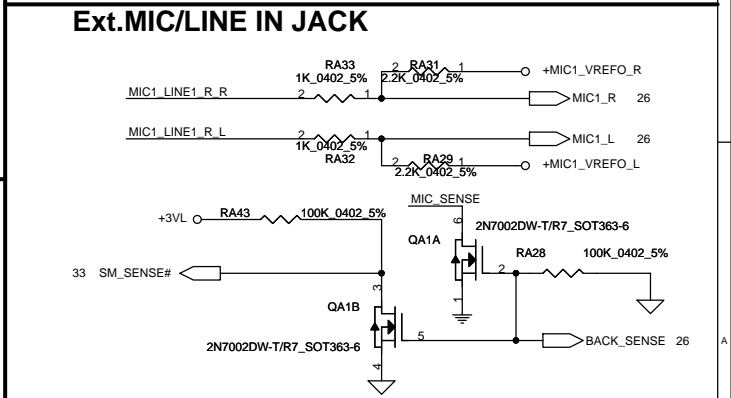 Ext.MIC/LINE IN JACK
RA33
1K_0402_5%
2 RA31 1
2.2K_0402_5%
+MIC1_VREFO_R
MIC1_LINE1_R_R
2 1
MIC1_R 26
MIC1_LINE1_R_L
2 1
1K_0402_5%
RA32
MIC1_L 26
2 RA29 1
2.2K_0402_5%
+MIC1_VREFO_L
MIC_SENSE
+3VL
RA43 100K_0402_5%
6
2N7002DW-T/R7_SOT363-6
QA1A
RA28 100K_0402_5%
2
33 SM_SENSE#
3
1
QA1B
5
2N7002DW-T/R7_SOT363-6
4
BACK_SENSE 26
A